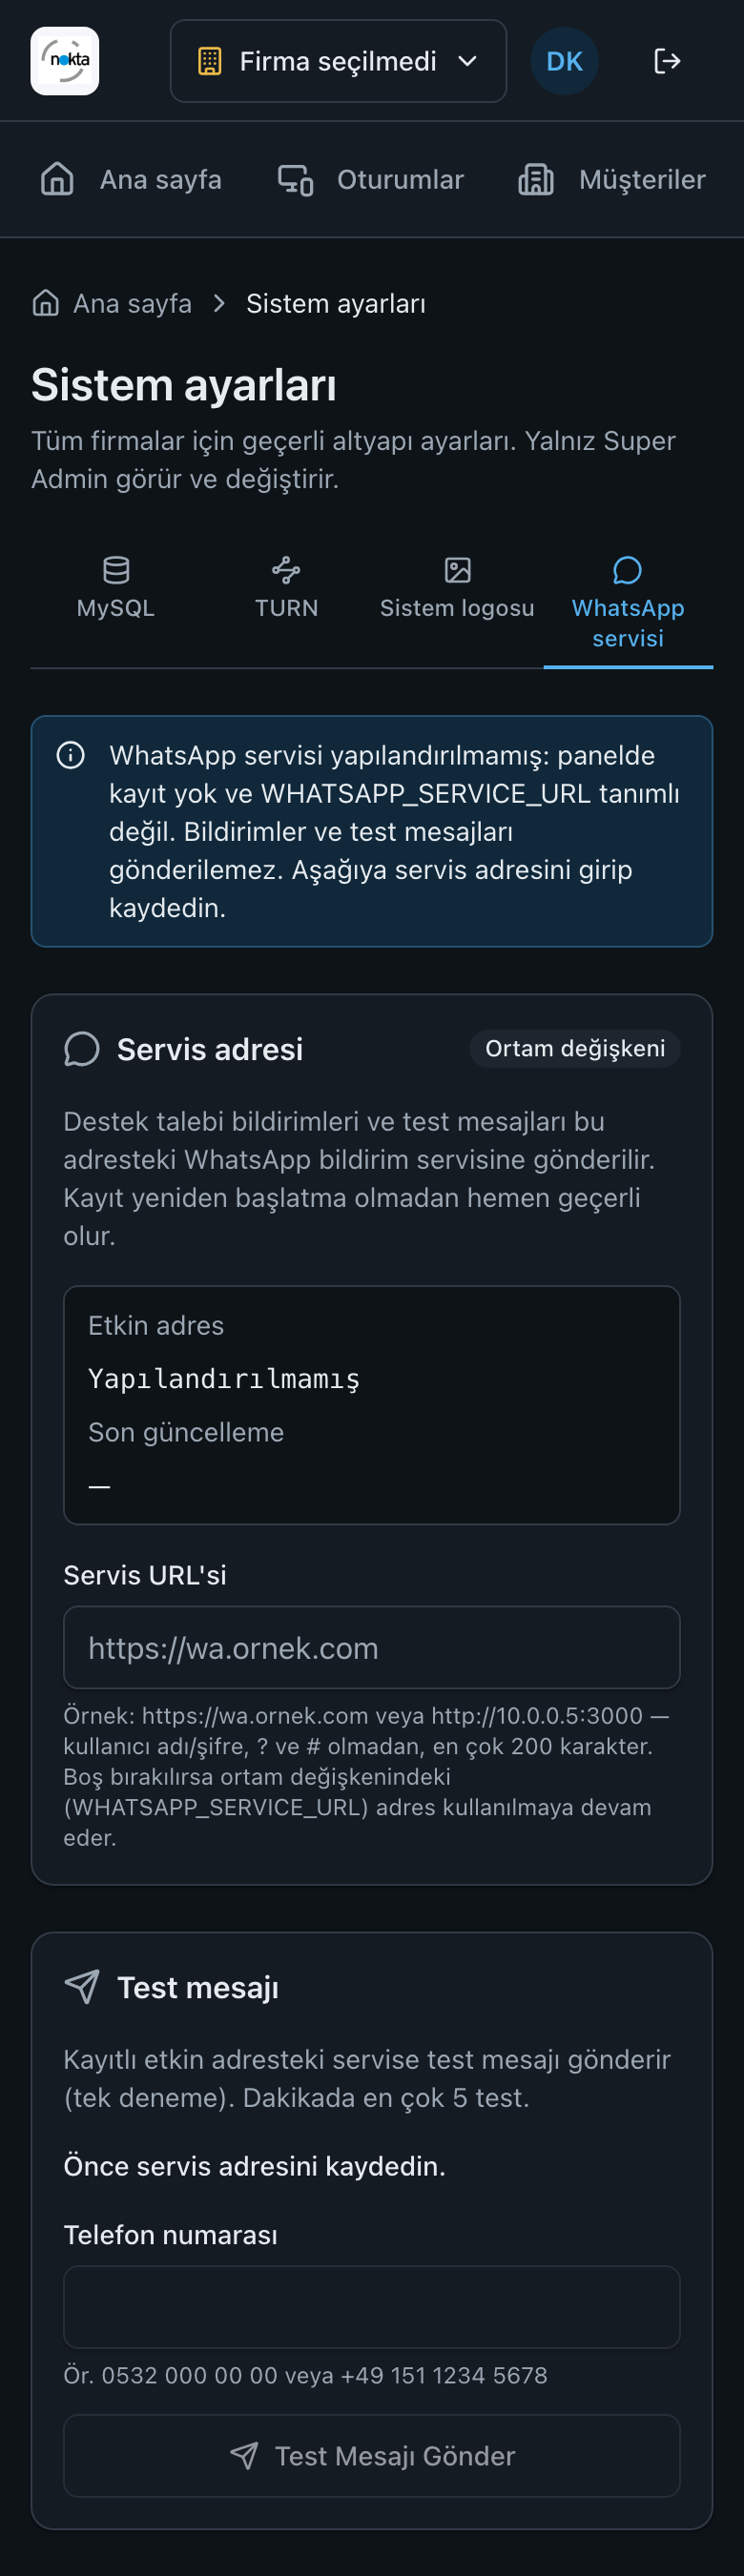 nokta
Firma seçilmedi
DK
Ana sayfa
Oturumlar
Müşteriler
Ana sayfa > Sistem ayarları
Sistem ayarları
Tüm firmalar için geçerli altyapı ayarları. Yalnız Super
Admin görür ve değiştirir.
MySQL
TURN
Sistem logosu
WhatsApp
servisi
WhatsApp servisi yapılandırılmamış: panelde
kayıt yok ve WHATSAPP_SERVICE_URL tanımlı
değil. Bildirimler ve test mesajları
gönderilemez. Aşağıya servis adresini girip
kaydedin.
Servis adresi
Ortam değişkeni
Destek talebi bildirimleri ve test mesajları bu
adresteki WhatsApp bildirim servisine gönderilir.
Kayıt yeniden başlatma olmadan hemen geçerli
olur.
Etkin adres
Yapılandırılmamış
Son güncelleme
—
Servis URL'si
https://wa.ornek.com
Örnek: https://wa.ornek.com veya http://10.0.0.5:3000 —
kullanıcı adı/şifre, ? ve # olmadan, en çok 200 karakter.
Boş bırakılırsa ortam değişkenindeki
(WHATSAPP_SERVICE_URL) adres kullanılmaya devam
eder.
Test mesajı
Kayıtlı etkin adresteki servise test mesajı gönderir
(tek deneme). Dakikada en çok 5 test.
Önce servis adresini kaydedin.
Telefon numarası
Ör. 0532 000 00 00 veya +49 151 1234 5678
Test Mesajı Gönder